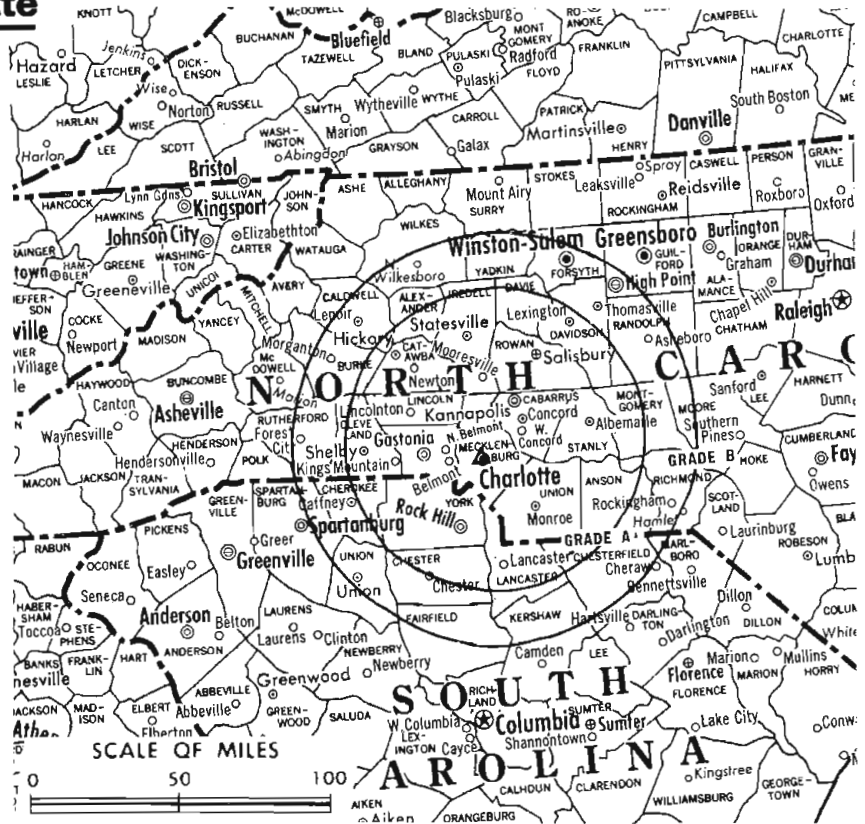 KNOTT
McDOWELL
Blacksburg
MONT
GOMERY
RO-
ANOKE
CAMPBELL
CHARLOTTE
Jenkins
BUCHANAN
Bluefield
Hazard
LESLIE
LETCHER
DICK-
ENSON
TAZEWELL
BLAND
PULASKI
Radford
FRANKLIN
PITTSYLVANIA
HALIFAX
Wise
Norton
RUSSELL
SMYTH
Marion
Wytheville
WYTHE
Pulaski
FLOYD
South Boston
HARLAN
Harlan
WISE
LEE
SCOTT
WASH-
INGTON
Abingdon
GRAYSON
CARROLL
Galax
PATRICK
Martinsville
HENRY
Danville
Bristol
HANCOCK
Lynn Gdns
SULLIVAN
JOHN-
SON
ASHE
ALLEGHANY
Mount Airy
SURRY
STOKES
Leaksville
Spray
CASWELL
PERSON
GRAN-
VILLE
HAWKINS
Kingsport
Reidsville
ROCKINGHAM
Roxboro
Oxford
Johnson City
Elizabethton
CARTER
WATAUGA
WILKES
Winston-Salem
Greensboro
Burlington
HAM-
BLEN
GREENE
WASHING-
TON
Greeneville
UNICOI
AVERY
N.
Wilkesboro
YADKIN
FORSYTH
GUIL-
FORD
Graham
ORANGE
DUR-
HAM
town
MITCHELL
CALDWELL
Lenoir
ALEX-
ANDER
IREDELL
DAVIE
High Point
ALA-
MANCE
Chapel Hill
Raleigh
COCKE
Newport
YANCEY
MADISON
Hickory
Statesville
Lexington
DAVIDSON
Thomasville
RANDOLPH
Asheboro
CHATHAM
ville
Village
Morganton
Mc
DOWELL
BURKE
CAT-
AWBA
Newton
Mooresville
ROWAN
Salisbury
NORTH
CARO
HAYWOOD
Canton
BUNCOMBE
Asheville
Marion
LINCOLN
Lincolnton
Kannapolis
CABARRUS
Concord
W.
Concord
MONT-
GOMERY
Albemarle
STANLY
MOORE
Southern
Pines
Sanford
LEE
HARNETT
Dunn
Waynesville
RUTHERFORD
Forest
City
CLEVE
LAND
Shelby
Gastonia
N. Belmont
MECKLEN-
BURG
HENDERSON
Hendersonville
POLK
Kings Mountain
Belmont
Charlotte
GRADE B
HOKE
CUMBERLAND
Fay
Owens
MACON
JACKSON
TRAN-
SYLVANIA
GREEN-
VILLE
SPARTAN-
BURG
CHEROKEE
Gaffney
YORK
Rock Hill
UNION
Monroe
ANSON
RICHMOND
Rockingham
Hamlet
SCOT-
LAND
Laurinburg
PICKENS
Spartanburg
GRADE A
RABUN
OCONEE
Greer
Greenville
UNION
Union
CHESTER
Chester
Lancaster
LANCASTER
CHESTERFIELD
Cheraw
MARL-
BORO
Bennettsville
ROBESON
Lumb
Easley
Seneca
HABER-
SHAM
Toccoa
STE-
PHENS
Anderson
ANDERSON
Belton
LAURENS
Laurens
Clinton
FAIRFIELD
KERSHAW
Hartsville
DARLING-
TON
Darlington
Dillon
DILLON
White
BANKS
FRANK-
LIN
HART
nesville
NEWBERRY
Newberry
Camden
LEE
Florence
FLORENCE
Marion
MARION
Mullins
HORRY
Greenwood
JACKSON
MAD-
ISON
ELBERT
Elberton
ABBEVILLE
Abbeville
GREEN-
WOOD
SALUDA
SOUTH
RICH-
LAND
W Columbia
Columbia
SUMTER
Sumter
Lake City
LEX-
INGTON
Cayce
Shannontown
CAROLINA
CALHOUN
CLARENDON
Kingstree
WILLIAMSBURG
GEORGE-
TOWN
AIKEN
Aiken
ORANGEBURG
SCALE OF MILES
0 50 100